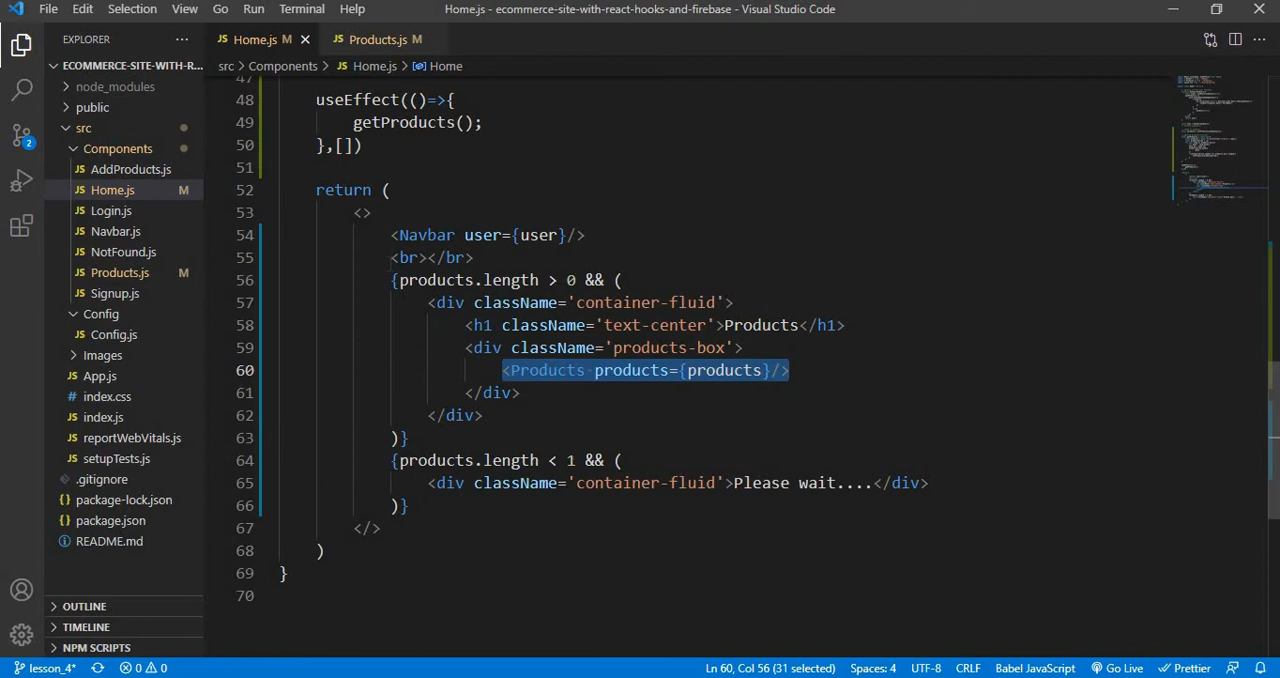 File Edit Selection View Go Run Terminal Help Home.js - ecommerce-site-with-react-hooks-and-firebase - Visual Studio Code
EXPLORER ...
JS Home.js M
JS Products.js M
src > Components > JS Home.js > Home
ECOMMERCE-SITE-WITH-R...
node_modules
public
src
Components
JS AddProducts.js
JS Home.js M
JS Login.js
JS Navbar.js
JS NotFound.js
JS Products.js M
JS Signup.js
Config
JS Config.js
Images
JS App.js
# index.css
JS index.js
JS reportWebVitals.js
JS setupTests.js
.gitignore
{} package-lock.json
{} package.json
README.md
OUTLINE
TIMELINE
NPM SCRIPTS
2
47
48 useEffect(()=>{
49 getProducts();
50 },[])
51
52 return (
53 <>
54 <Navbar user={user}/>
55 <br></br>
56 {products.length > 0 && (
57 <div className='container-fluid'>
58 <h1 className='text-center'>Products</h1>
59 <div className='products-box'>
60 <Products products={products}/>
61 </div>
62 </div>
63 )}
64 {products.length < 1 && (
65 <div className='container-fluid'>Please wait....</div>
66 )}
67 </>
68 )
69 }
70
lesson_4* 0 0 Ln 60, Col 56 (31 selected) Spaces: 4 UTF-8 CRLF Babel JavaScript Go Live Prettier